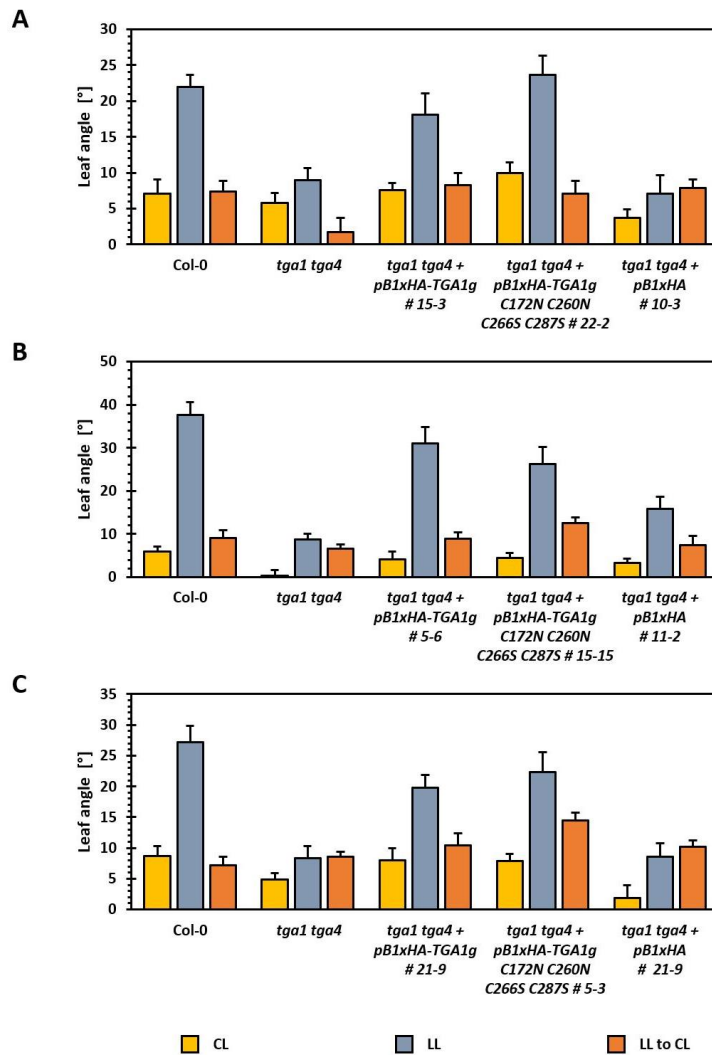 A
Leaf angle [°]
30
25
20
15
10
5
0
Col-0
tga1 tga4
tga1 tga4 +
pB1xHA-TGA1g
# 15-3
tga1 tga4 +
pB1xHA-TGA1g
C172N C260N
C266S C287S # 22-2
tga1 tga4 +
pB1xHA
# 10-3
B
Leaf angle [°]
50
40
30
20
10
0
Col-0
tga1 tga4
tga1 tga4 +
pB1xHA-TGA1g
# 5-6
tga1 tga4 +
pB1xHA-TGA1g
C172N C260N
C266S C287S # 15-15
tga1 tga4 +
pB1xHA
# 11-2
C
Leaf angle [°]
35
30
25
20
15
10
5
0
Col-0
tga1 tga4
tga1 tga4 +
pB1xHA-TGA1g
# 21-9
tga1 tga4 +
pB1xHA-TGA1g
C172N C260N
C266S C287S # 5-3
tga1 tga4 +
pB1xHA
# 21-9
CL
LL
LL to CL